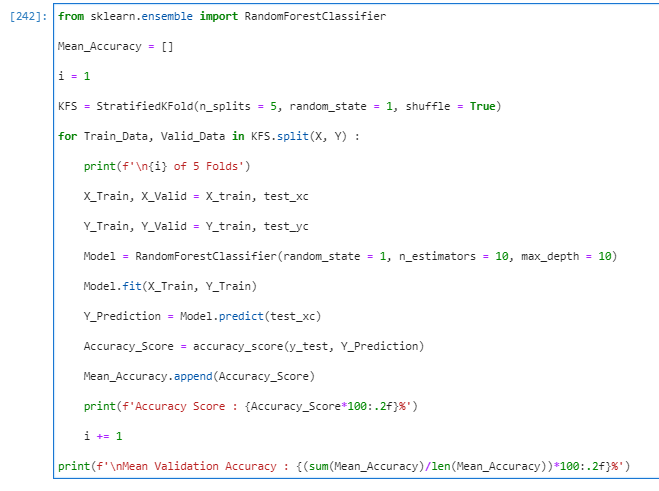 [242]: from sklearn.ensemble import RandomForestClassifier
Mean_Accuracy = []
i = 1
KFS = StratifiedKFold(n_splits = 5, random_state = 1, shuffle = True)
for Train_Data, Valid_Data in KFS.split(X, Y) :
    print(f'\n{i} of 5 Folds')
    X_Train, X_Valid = X_train, test_xc
    Y_Train, Y_Valid = Y_train, test_yc
    Model = RandomForestClassifier(random_state = 1, n_estimators = 10, max_depth = 10)
    Model.fit(X_Train, Y_Train)
    Y_Prediction = Model.predict(test_xc)
    Accuracy_Score = accuracy_score(y_test, Y_Prediction)
    Mean_Accuracy.append(Accuracy_Score)
    print(f'Accuracy Score : {Accuracy_Score*100:.2f}%')
    i += 1
print(f'\nMean Validation Accuracy : {(sum(Mean_Accuracy)/len(Mean_Accuracy))*100:.2f}%')